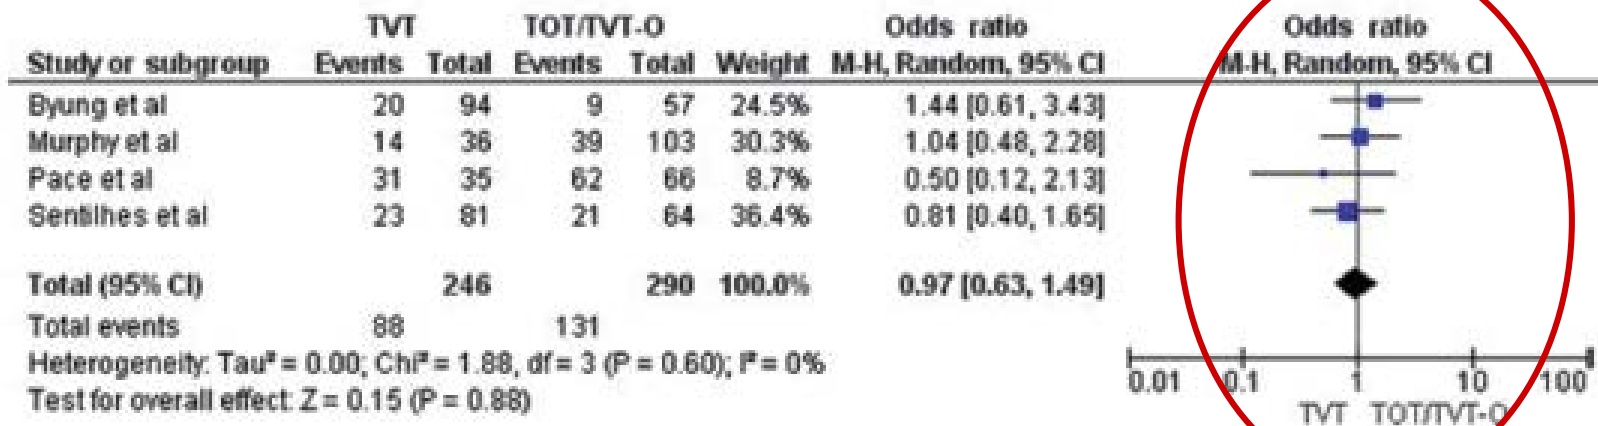 TVT TOT/TVT-O Odds ratio Odds ratio
Study or subgroup Events Total Events Total Weight M-H, Random, 95% CI M-H, Random, 95% CI
Byung et al 20 94 9 57 24.5% 1.44 [0.61, 3.43]
Murphy et al 14 36 39 103 30.3% 1.04 [0.48, 2.28]
Pace et al 31 35 62 66 8.7% 0.50 [0.12, 2.13]
Sentilhes et al 23 81 21 64 36.4% 0.81 [0.40, 1.65]
Total (95% CI) 246 290 100.0% 0.97 [0.63, 1.49]
Total events 88 131
Heterogeneity: Tau² = 0.00; Chi² = 1.88, df = 3 (P = 0.60); I² = 0%
Test for overall effect: Z = 0.15 (P = 0.88)
0.01 0.1 1 10 100
TVT TOT/TVT-O